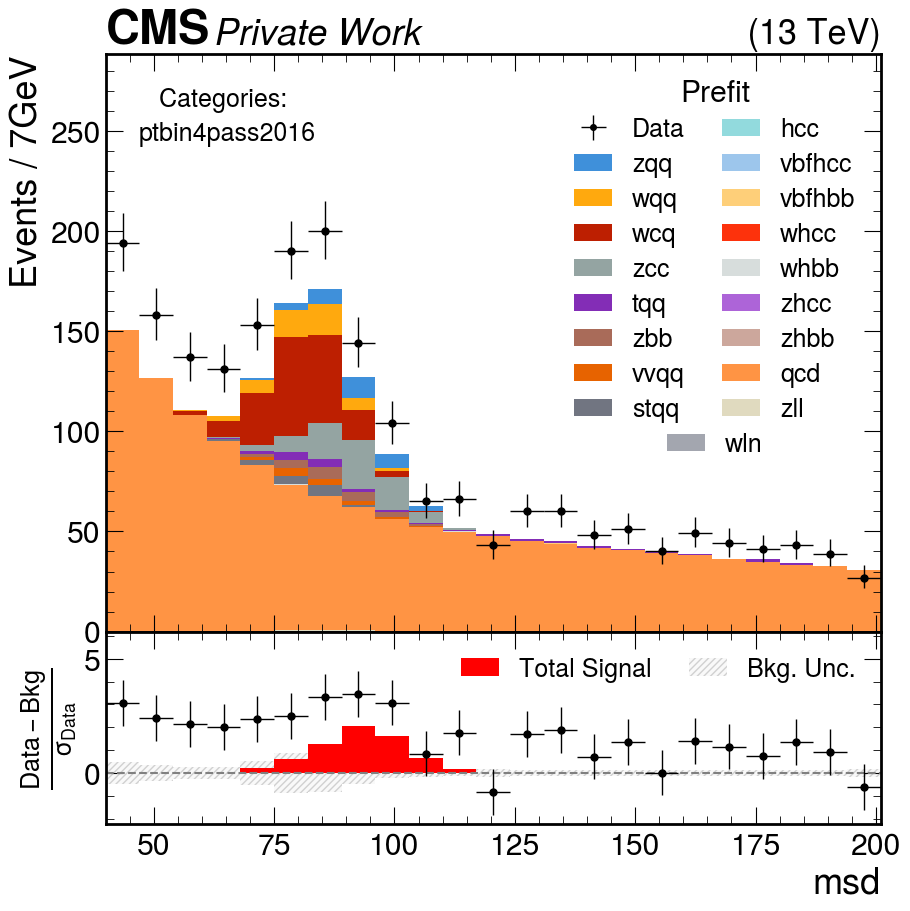 CMS Private Work (13 TeV)
Events / 7GeV
Categories:
ptbin4pass2016
Prefit
Data hcc
zqq vbfhcc
wqq vbfhbb
wcq whcc
zcc whbb
tqq zhcc
zbb zhbb
vvqq qcd
stqq zll
wln
250
200
150
100
50
0
Data – Bkg
σData
Total Signal Bkg. Unc.
5
0
50 75 100 125 150 175 200
msd